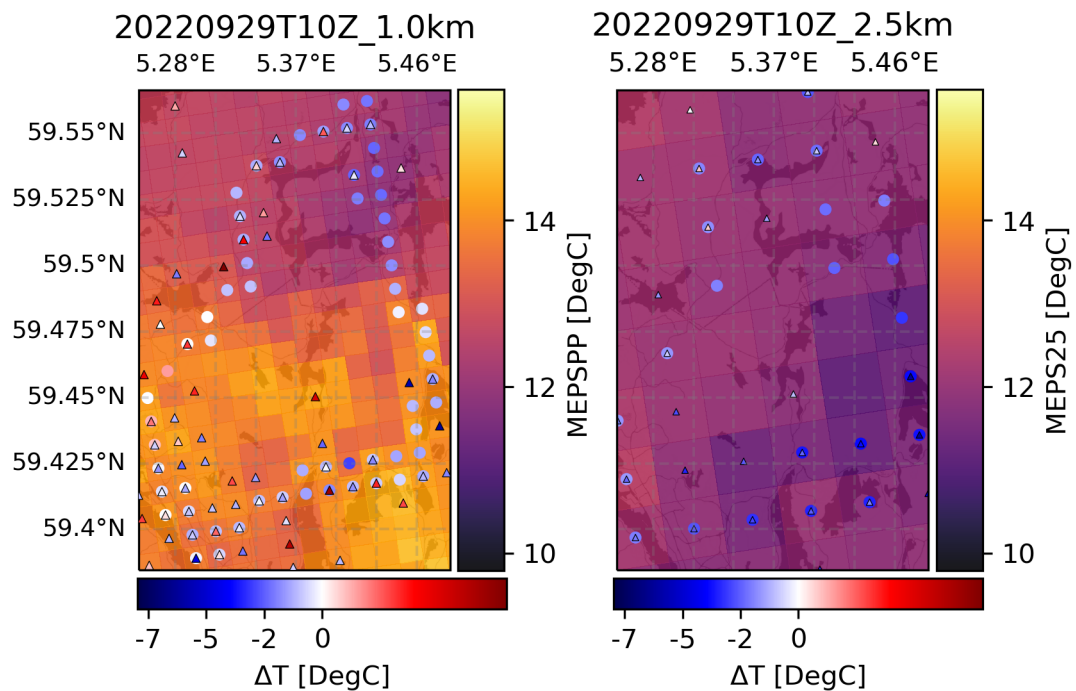 20220929T10Z_1.0km
5.28°E 5.37°E 5.46°E
59.55°N
59.525°N
59.5°N
59.475°N
59.45°N
59.425°N
59.4°N
14
12
10
MEPSPP [DegC]
-7 -5 -2 0
ΔT [DegC]
20220929T10Z_2.5km
5.28°E 5.37°E 5.46°E
14
12
10
MEPS25 [DegC]
-7 -5 -2 0
ΔT [DegC]